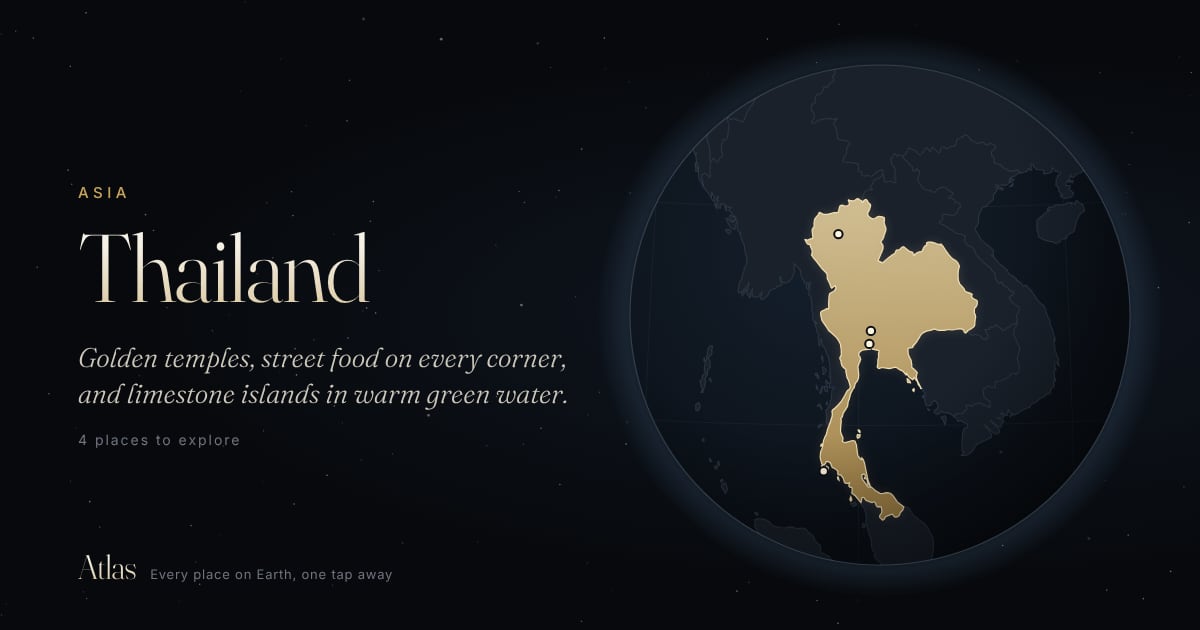 ASIA
Thailand
Golden temples, street food on every corner,
and limestone islands in warm green water.
4 places to explore
Atlas Every place on Earth, one tap away